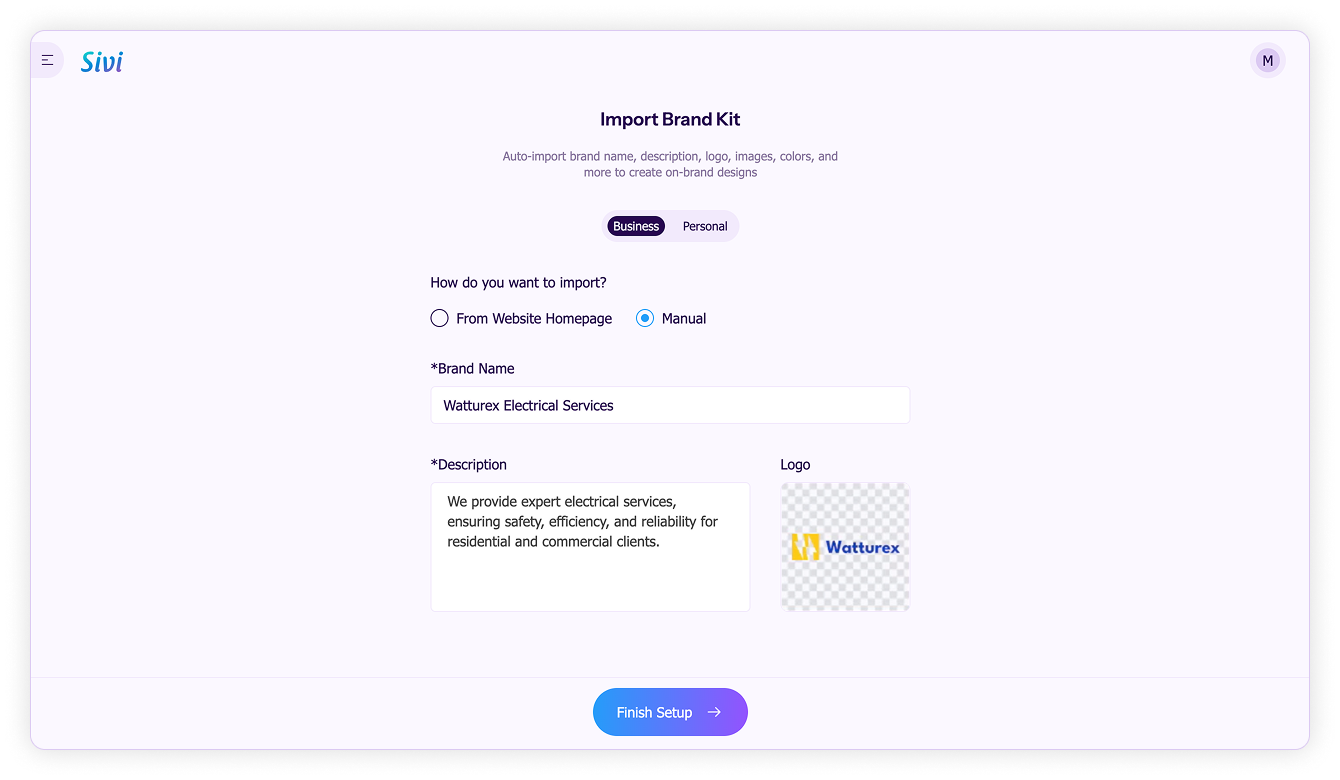 Sivi
M
Import Brand Kit
Auto-import brand name, description, logo, images, colors, and
more to create on-brand designs
Business Personal
How do you want to import?
From Website Homepage Manual
*Brand Name
Watturex Electrical Services
*Description
Logo
We provide expert electrical services,
ensuring safety, efficiency, and reliability for
residential and commercial clients.
Watturex
Finish Setup →